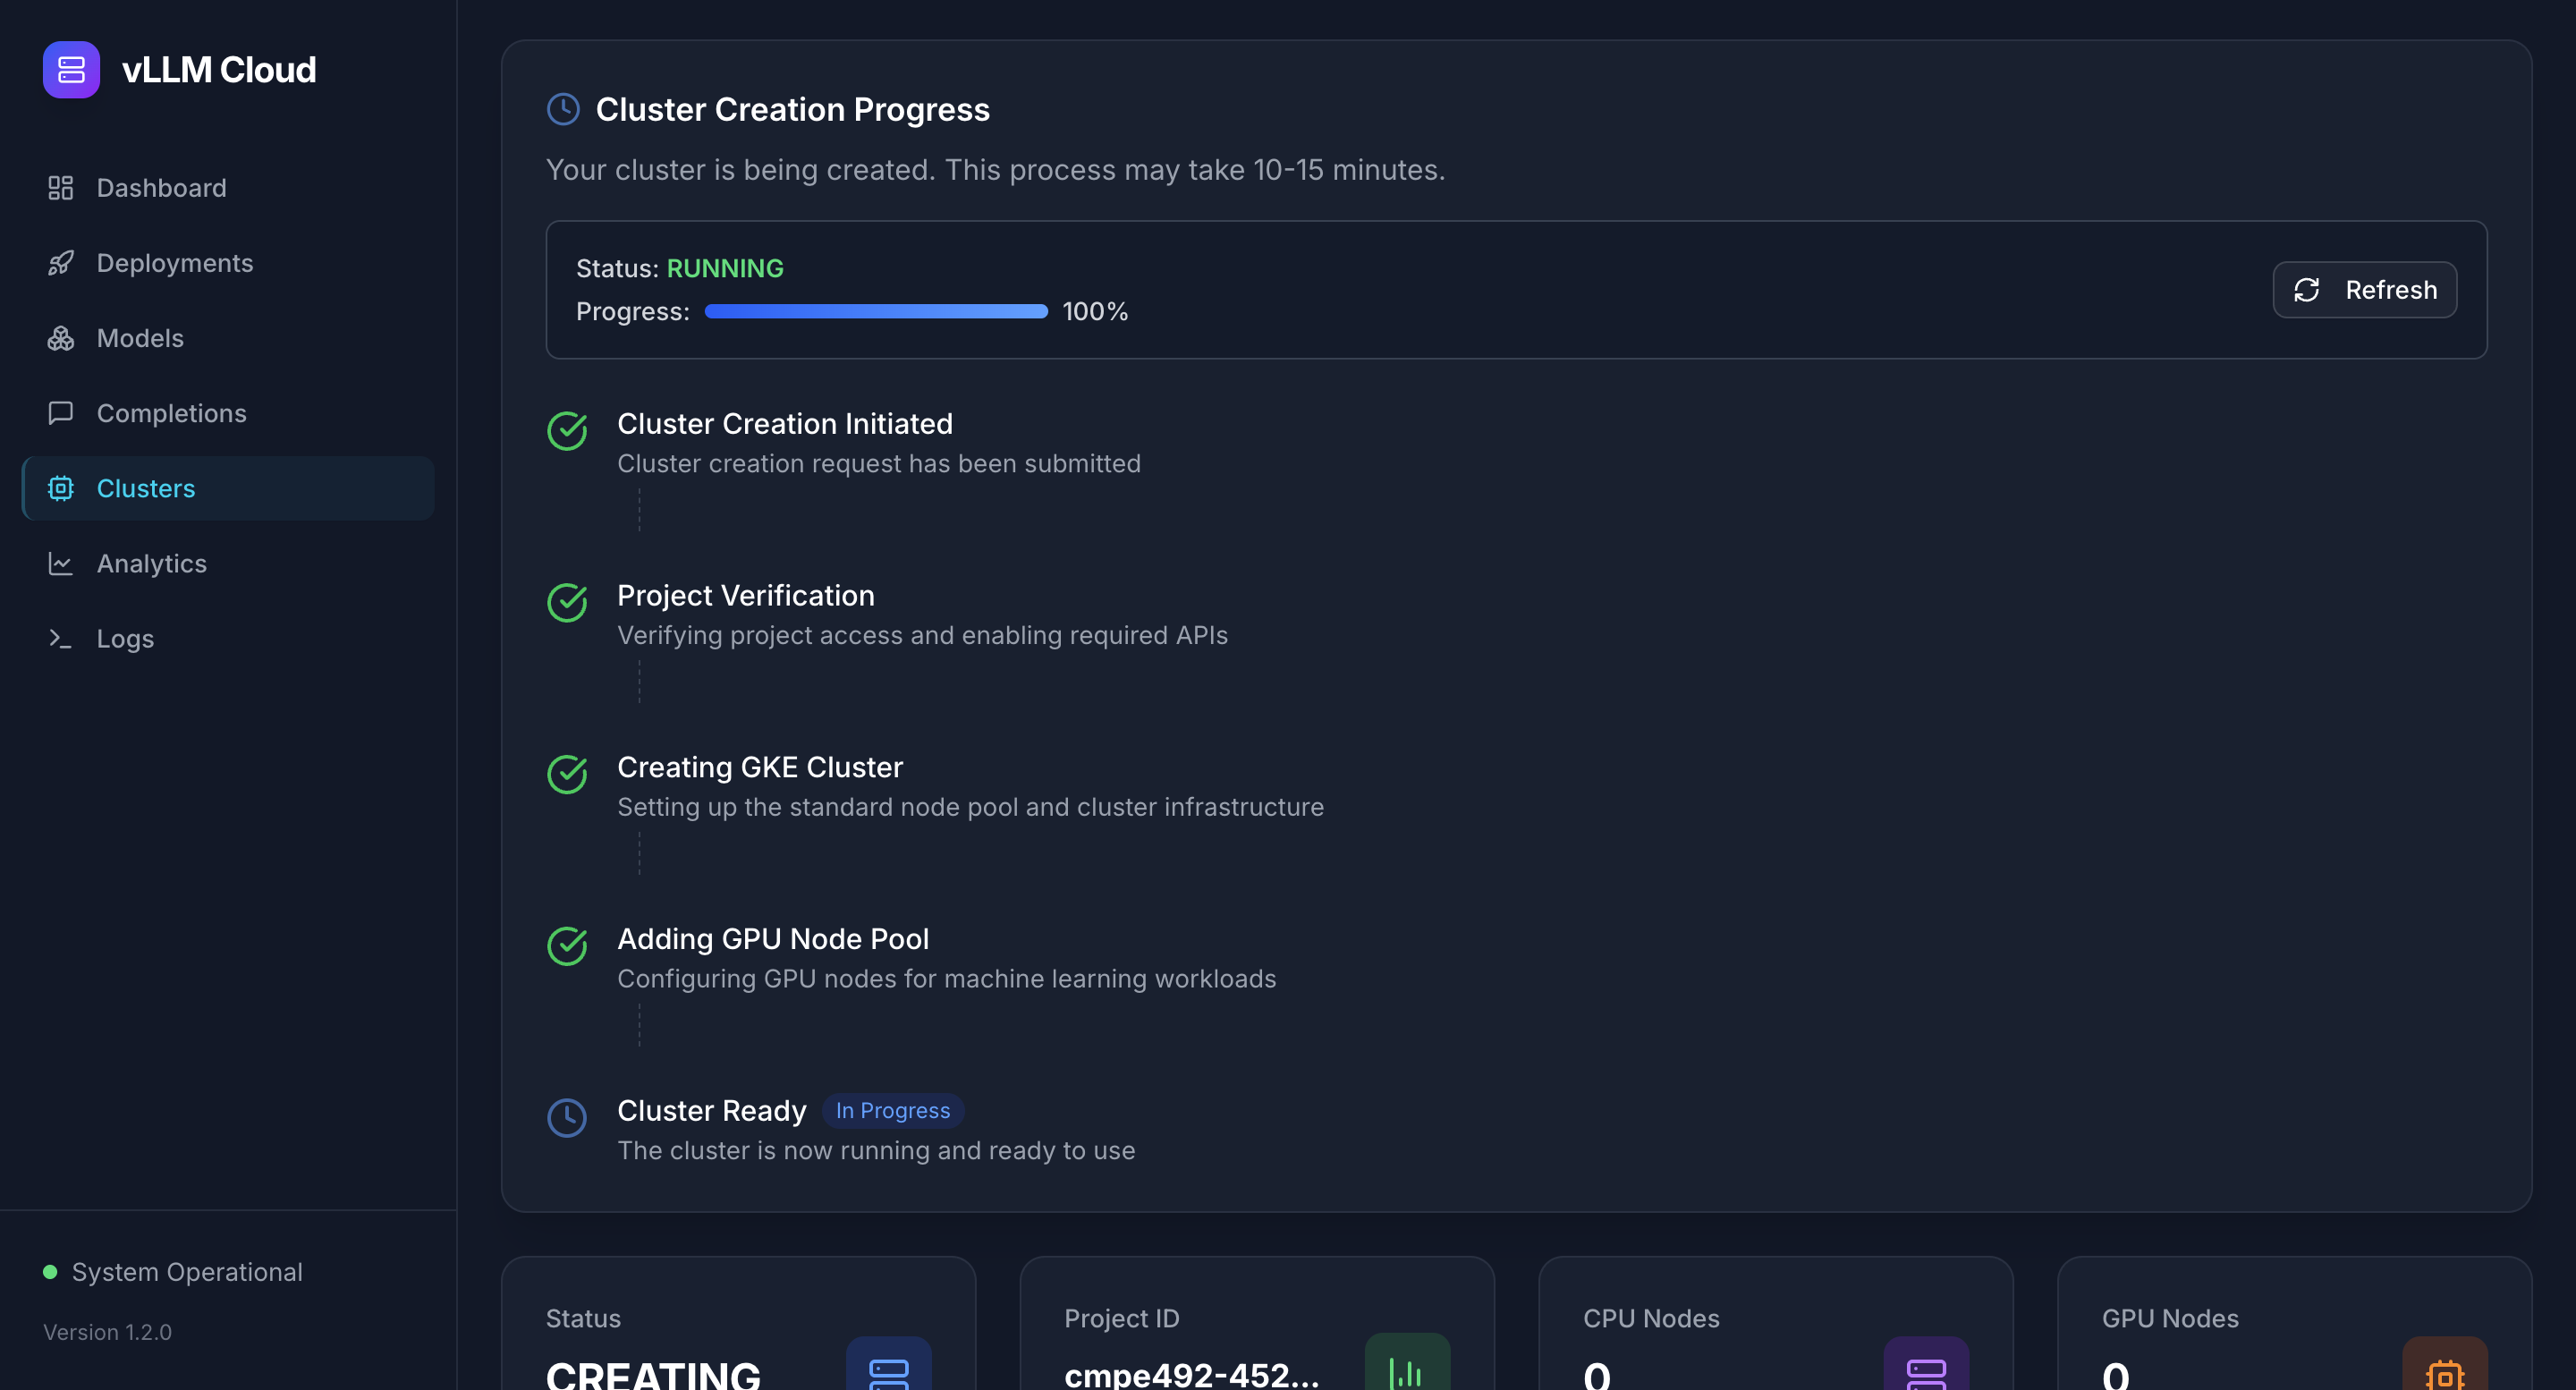 vLLM Cloud
Dashboard
Deployments
Models
Completions
Clusters
Analytics
Logs
System Operational
Version 1.2.0
Cluster Creation Progress
Your cluster is being created. This process may take 10-15 minutes.
Status: RUNNING
Progress: 100%
Refresh
Cluster Creation Initiated
Cluster creation request has been submitted
Project Verification
Verifying project access and enabling required APIs
Creating GKE Cluster
Setting up the standard node pool and cluster infrastructure
Adding GPU Node Pool
Configuring GPU nodes for machine learning workloads
Cluster Ready In Progress
The cluster is now running and ready to use
Status
CREATING
Project ID
cmpe492-452...
CPU Nodes
0
GPU Nodes
0